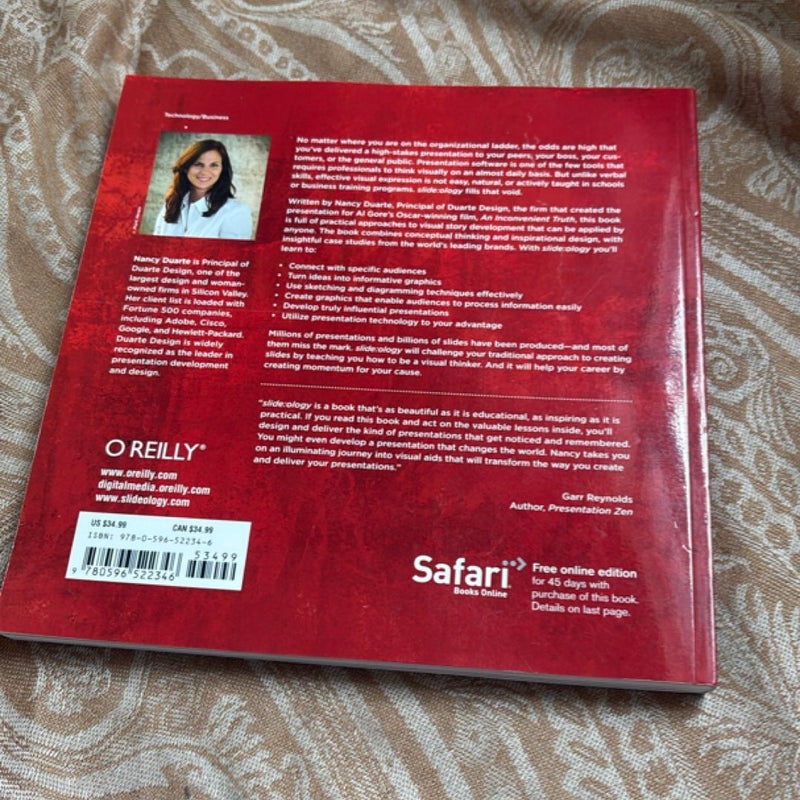 Technology/Business
No matter where you are on the organizational ladder, the odds are high that
you've delivered a high-stakes presentation to your peers, your boss, your cus-
tomers, or the general public. Presentation software is one of the few tools that
requires professionals to think visually on an almost daily basis. But unlike verbal
skills, effective visual expression is not easy, natural, or actively taught in schools
or business training programs. slide:ology fills that void.
Written by Nancy Duarte, Principal of Duarte Design, the firm that created the
presentation for Al Gore's Oscar-winning film, An Inconvenient Truth, this book
is full of practical approaches to visual story development that can be applied by
anyone. The book combines conceptual thinking and inspirational design, with
insightful case studies from the world's leading brands. With slide:ology you'll
learn to:
• Connect with specific audiences
• Turn ideas into informative graphics
• Use sketching and diagramming techniques effectively
• Create graphics that enable audiences to process information easily
• Develop truly influential presentations
• Utilize presentation technology to your advantage
Millions of presentations and billions of slides have been produced—and most of
them miss the mark. slide:ology will challenge your traditional approach to creating
slides by teaching you how to be a visual thinker. And it will help your career by
creating momentum for your cause.
Nancy Duarte is Principal of
Duarte Design, one of the
largest design and woman-
owned firms in Silicon Valley.
Her client list is loaded with
Fortune 500 companies,
including Adobe, Cisco,
Google, and Hewlett-Packard.
Duarte Design is widely
recognized as the leader in
presentation development
and design.
"slide:ology is a book that's as beautiful as it is educational, as inspiring as it is
practical. If you read this book and act on the valuable lessons inside, you'll
design and deliver the kind of presentations that get noticed and remembered.
You might even develop a presentation that changes the world. Nancy takes you
on an illuminating journey into visual aids that will transform the way you create
and deliver your presentations."
Garr Reynolds
Author, Presentation Zen
O'REILLY®
www.oreilly.com
digitalmedia.oreilly.com
www.slideology.com
US $34.99 CAN $34.99
ISBN: 978-0-596-52234-6
53499
9 780596 522346
Safari
Books Online
Free online edition
for 45 days with
purchase of this book.
Details on last page.